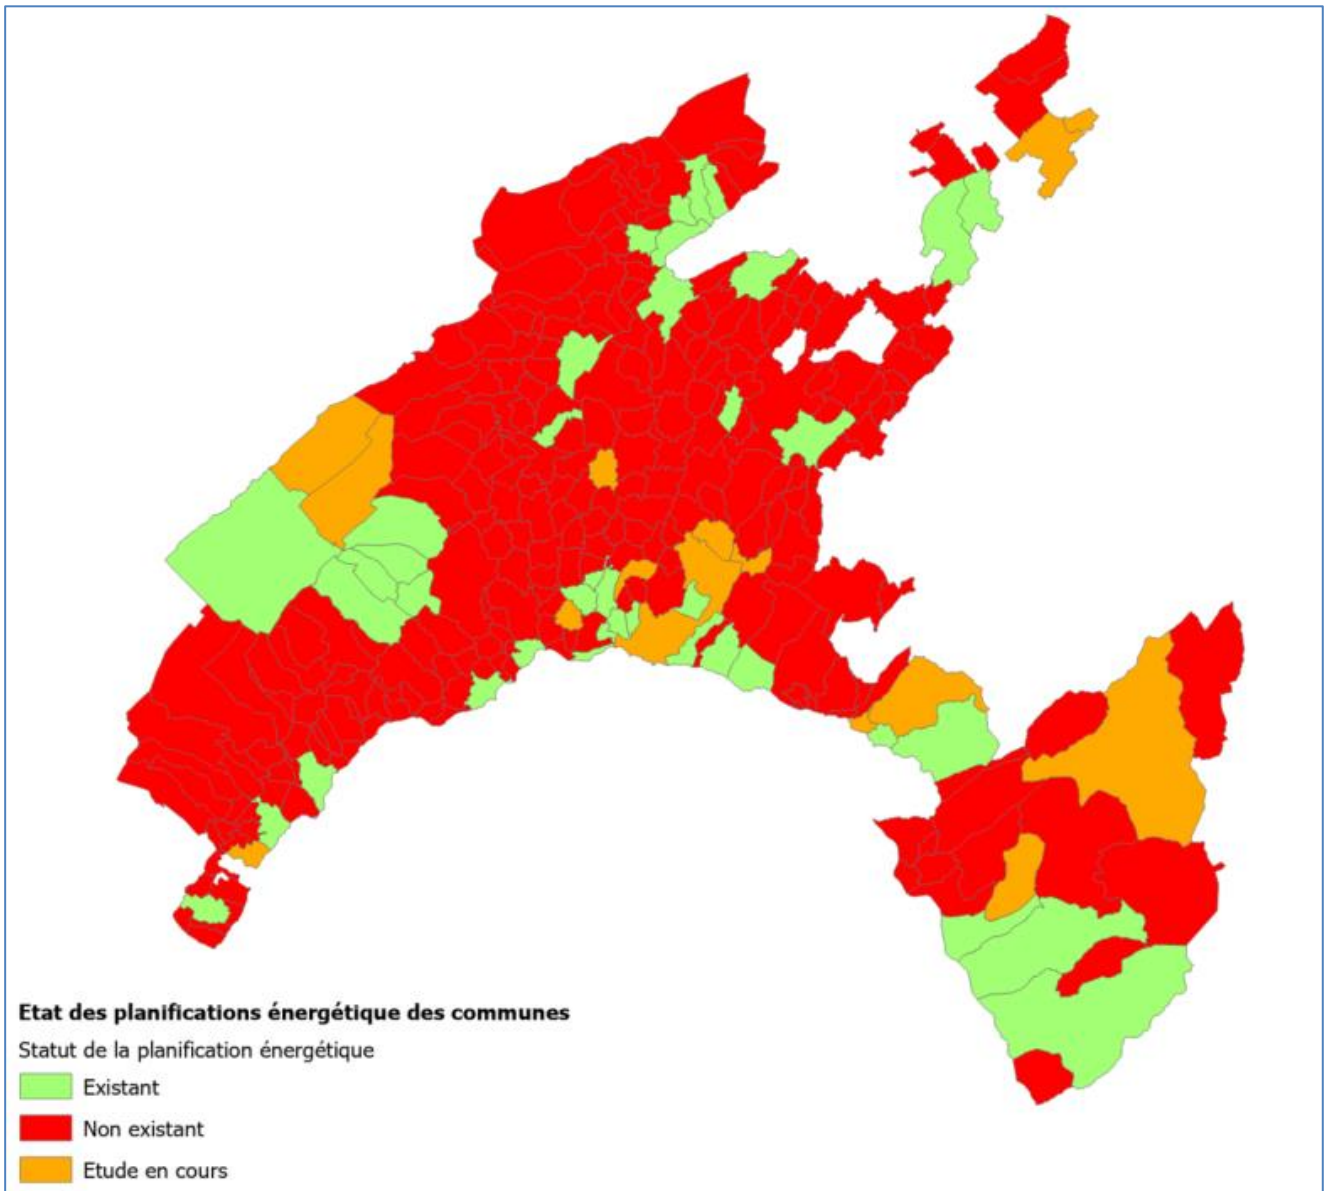 Etat des planifications énergétique des communes
Statut de la planification énergétique
Existant
Non existant
Etude en cours